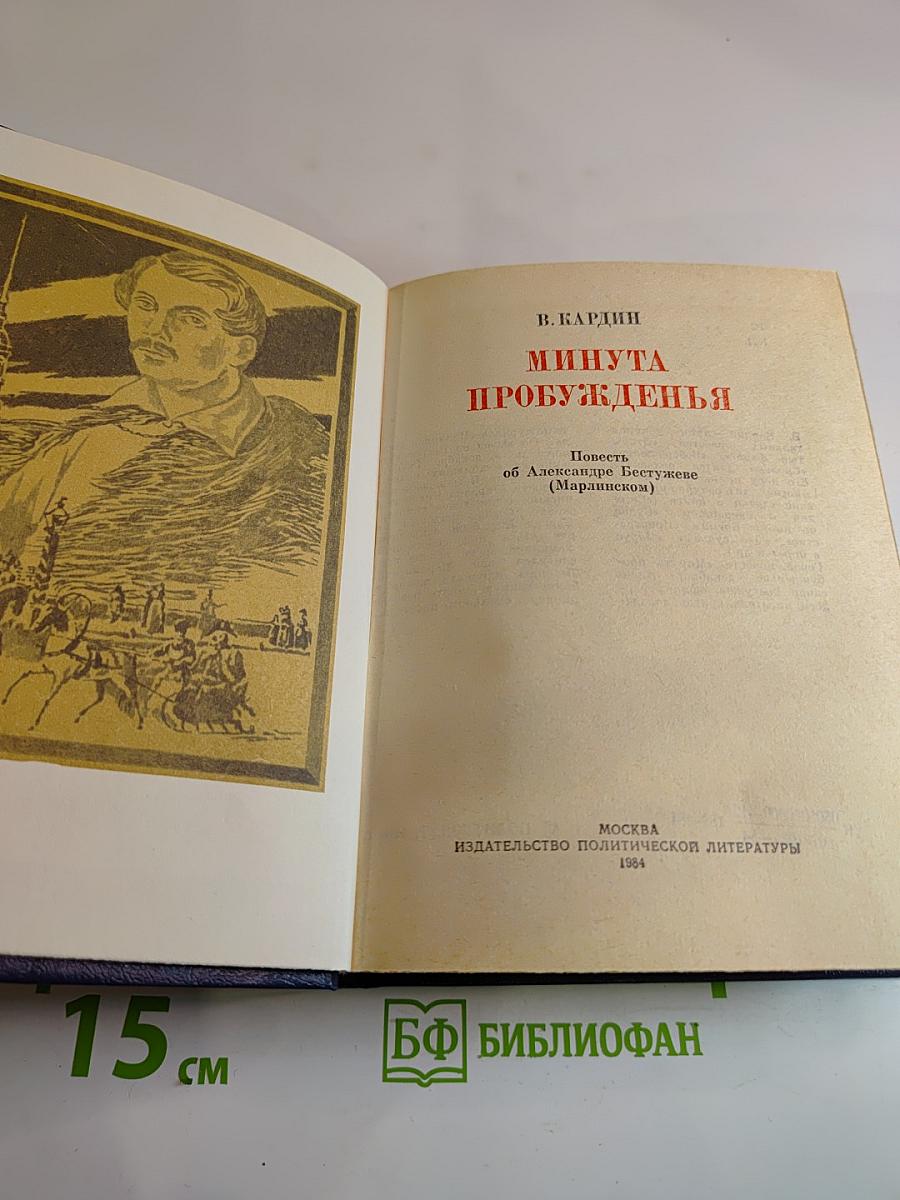 В. КАРДИН
МИНУТА
ПРОБУЖДЕНЬЯ
Повесть
об Александре Бестужеве
(Марлинском)
МОСКВА
ИЗДАТЕЛЬСТВО ПОЛИТИЧЕСКОЙ ЛИТЕРАТУРЫ
1984
15 см
БФ БИБЛИОФАН